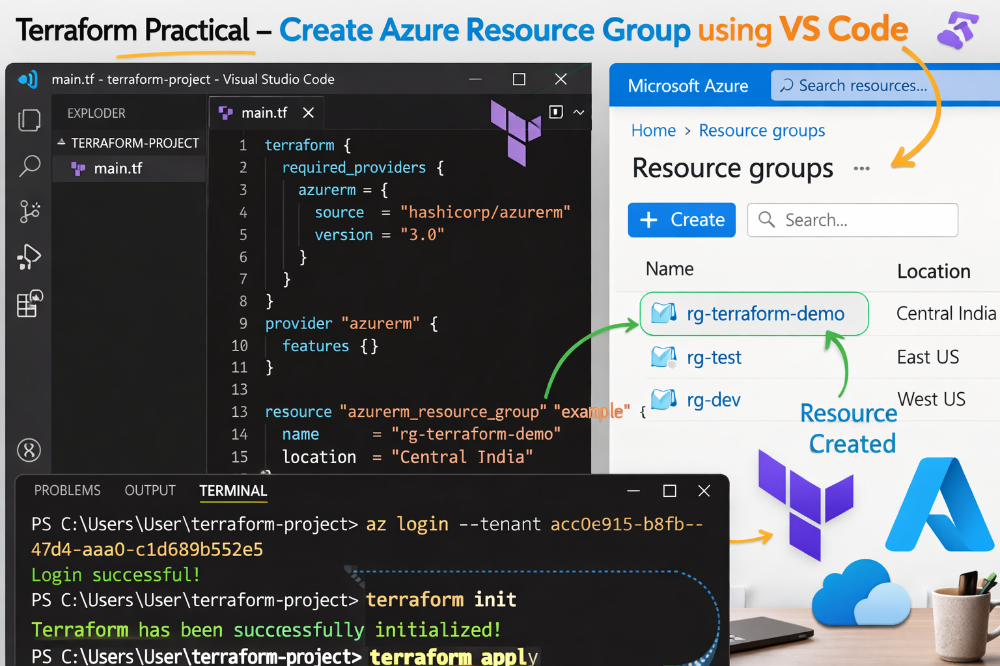 Terraform Practical – Create Azure Resource Group using VS Code
main.tf - terraform-project - Visual Studio Code
EXPLODER
TERRAFORM-PROJECT
main.tf
main.tf
1 terraform {
2 required_providers {
3 azurerm = {
4 source = "hashicorp/azurerm"
5 version = "3.0"
6 }
7 }
8 }
9 provider "azurerm" {
10 features {}
11 }
13
13 resource "azurerm_resource_group" "example" {
14 name = "rg-terraform-demo"
15 location = "Central India"
Microsoft Azure
Search resources...
Home > Resource groups
Resource groups ...
+ Create
Search...
Name Location
rg-terraform-demo Central India
rg-test East US
rg-dev West US
Resource
Created
PROBLEMS OUTPUT TERMINAL
PS C:\Users\User\terraform-project> az login --tenant acc0e915-b8fb--
47d4-aaa0-c1d689b552e5
Login successful!
PS C:\Users\User\terraform-project> terraform init
Terraform has been succcessfully initialized!
PS C:\Users\User\terraform-project> terraform apply